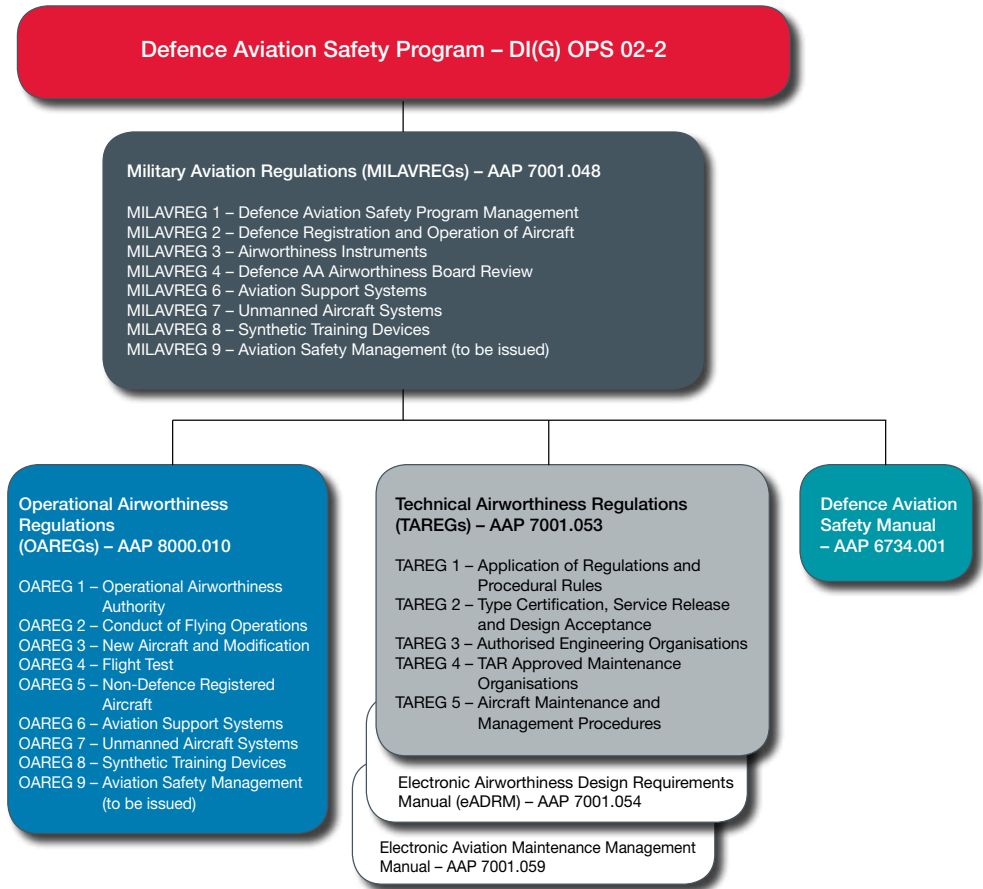 Defence Aviation Safety Program – DI(G) OPS 02-2
Military Aviation Regulations (MILAVREGs) – AAP 7001.048
MILAVREG 1 – Defence Aviation Safety Program Management
MILAVREG 2 – Defence Registration and Operation of Aircraft
MILAVREG 3 – Airworthiness Instruments
MILAVREG 4 – Defence AA Airworthiness Board Review
MILAVREG 6 – Aviation Support Systems
MILAVREG 7 – Unmanned Aircraft Systems
MILAVREG 8 – Synthetic Training Devices
MILAVREG 9 – Aviation Safety Management (to be issued)
Operational Airworthiness
Regulations
(OAREGs) – AAP 8000.010
OAREG 1 – Operational Airworthiness
Authority
OAREG 2 – Conduct of Flying Operations
OAREG 3 – New Aircraft and Modification
OAREG 4 – Flight Test
OAREG 5 – Non-Defence Registered
Aircraft
OAREG 6 – Aviation Support Systems
OAREG 7 – Unmanned Aircraft Systems
OAREG 8 – Synthetic Training Devices
OAREG 9 – Aviation Safety Management
(to be issued)
Technical Airworthiness Regulations
(TAREGs) – AAP 7001.053
TAREG 1 – Application of Regulations and
Procedural Rules
TAREG 2 – Type Certification, Service Release
and Design Acceptance
TAREG 3 – Authorised Engineering Organisations
TAREG 4 – TAR Approved Maintenance
Organisations
TAREG 5 – Aircraft Maintenance and
Management Procedures
Electronic Airworthiness Design Requirements
Manual (eADRM) – AAP 7001.054
Electronic Aviation Maintenance Management
Manual – AAP 7001.059
Defence Aviation
Safety Manual
– AAP 6734.001